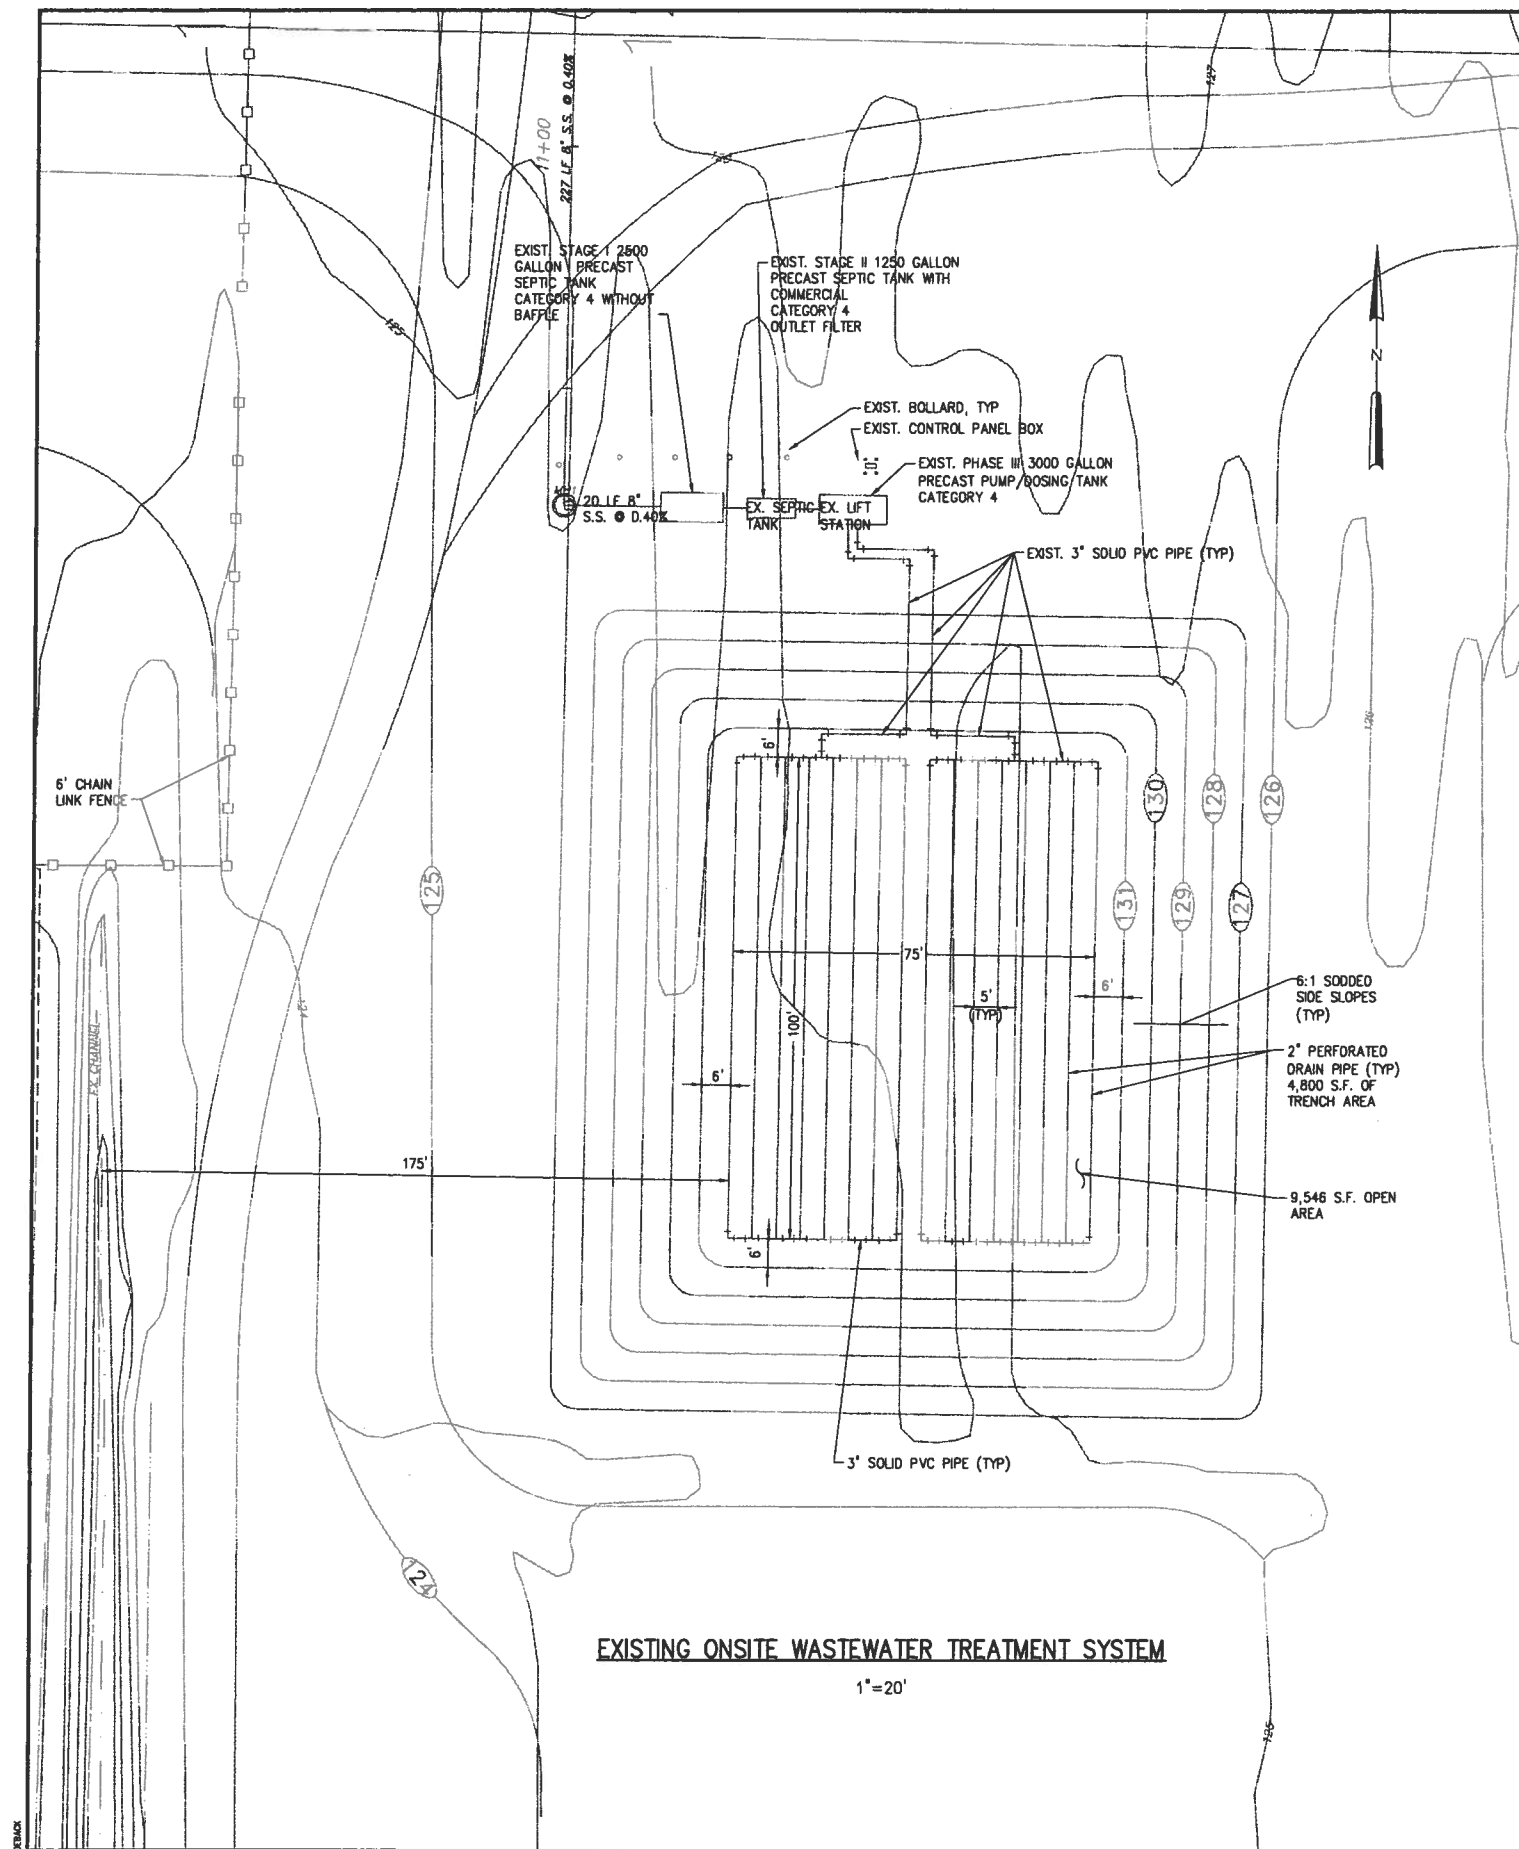 127
11+00
227 LF 8" S.S. @ 0.40%
EXIST. STAGE I 2500
GALLON PRECAST
SEPTIC TANK
CATEGORY 4 WITHOUT
BAFFLE
EXIST. STAGE II 1250 GALLON
PRECAST SEPTIC TANK WITH
COMMERCIAL
CATEGORY 4
OUTLET FILTER
125
N
EXIST. BOLLARD, TYP
EXIST. CONTROL PANEL BOX
EXIST. PHASE III 3000 GALLON
PRECAST PUMP/DOSING TANK
CATEGORY 4
20 LF 8"
S.S. @ 0.40%
EX. SEPTIC
TANK
EX. LIFT
STATION
EXIST. 3" SOLID PVC PIPE (TYP)
6'
6' CHAIN
LINK FENCE
130
128
126
125
131
129
127
126
75'
5'
(TYP)
6'
100'
6:1 SODDED
SIDE SLOPES
(TYP)
EX CHANNEL
124
6'
2" PERFORATED
DRAIN PIPE (TYP)
4,800 S.F. OF
TRENCH AREA
175'
9,546 S.F. OPEN
AREA
6'
3" SOLID PVC PIPE (TYP)
124
EXISTING ONSITE WASTEWATER TREATMENT SYSTEM
1"=20'
125